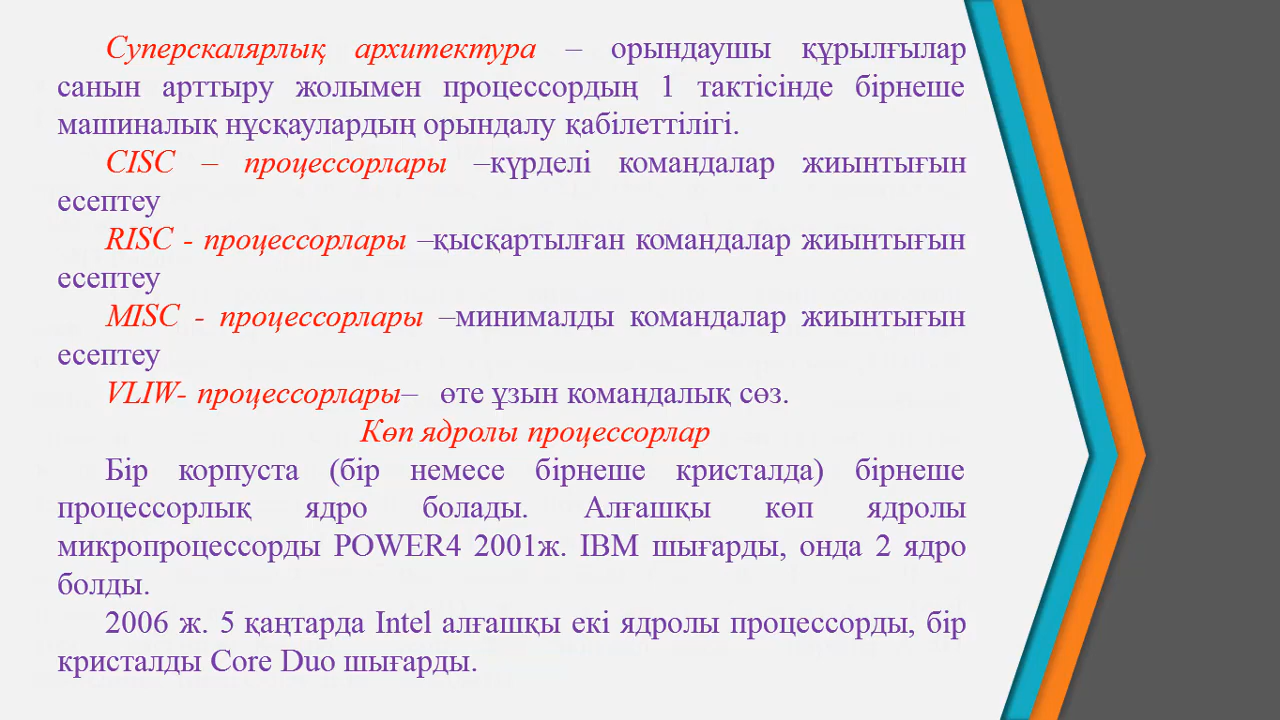 Суперскалярлық архитектура – орындаушы құрылғылар
санын арттыру жолымен процессордың 1 тактісінде бірнеше
машиналық нұсқаулардың орындалу қабілеттілігі.
CISC – процессорлары –күрделі командалар жиынтығын
есептеу
RISC - процессорлары –қысқартылған командалар жиынтығын
есептеу
MISC - процессорлары –минималды командалар жиынтығын
есептеу
VLIW- процессорлары– өте ұзын командалық сөз.
Көп ядролы процессорлар
Бір корпуста (бір немесе бірнеше кристалда) бірнеше
процессорлық ядро болады. Алғашқы көп ядролы
микропроцессорды POWER4 2001ж. IBM шығарды, онда 2 ядро
болды.
2006 ж. 5 қаңтарда Intel алғашқы екі ядролы процессорды, бір
кристалды Core Duo шығарды.